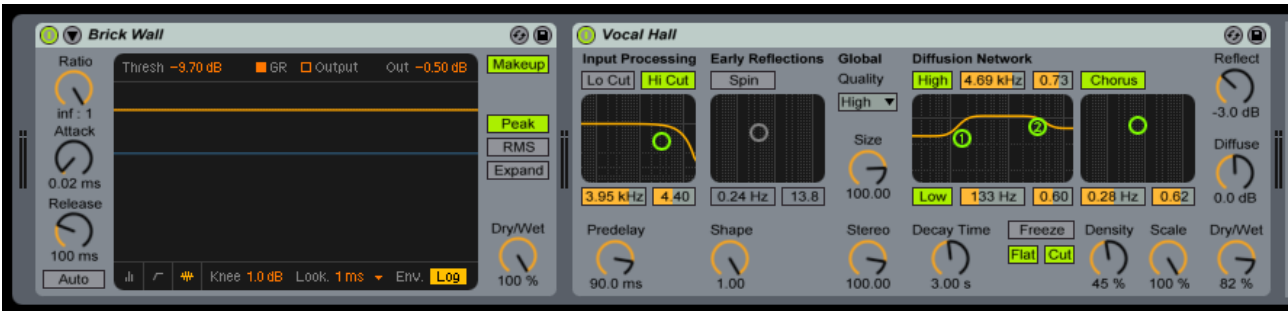 Brick Wall
Ratio
inf : 1
Attack
0.02 ms
Release
100 ms
Auto
Thresh -9.70 dB GR Output Out -0.50 dB
Knee 1.0 dB Look. 1 ms Env. Log
Makeup
Peak
RMS
Expand
Dry/Wet
100 %
Vocal Hall
Input Processing
Lo Cut Hi Cut
3.95 kHz 4.40
Predelay
90.0 ms
Early Reflections
Spin
0.24 Hz 13.8
Shape
1.00
Global
Quality
High
Size
100.00
Stereo
100.00
Diffusion Network
High 4.69 kHz 0.73 Chorus
1 2
Low 133 Hz 0.60 0.28 Hz 0.62
Decay Time
3.00 s
Freeze
Flat Cut
Density
45 %
Scale
100 %
Reflect
-3.0 dB
Diffuse
0.0 dB
Dry/Wet
82 %